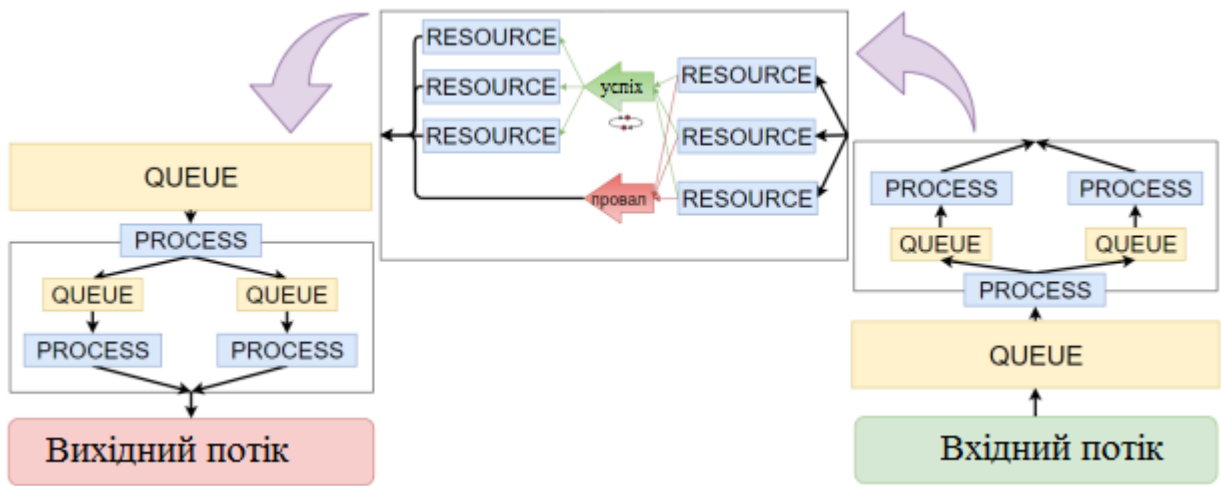 RESOURCE
RESOURCE
RESOURCE
успіх
провал
RESOURCE
RESOURCE
RESOURCE
QUEUE
PROCESS
QUEUE
QUEUE
PROCESS
PROCESS
Вихідний потік
PROCESS
PROCESS
QUEUE
QUEUE
PROCESS
QUEUE
Вхідний потік